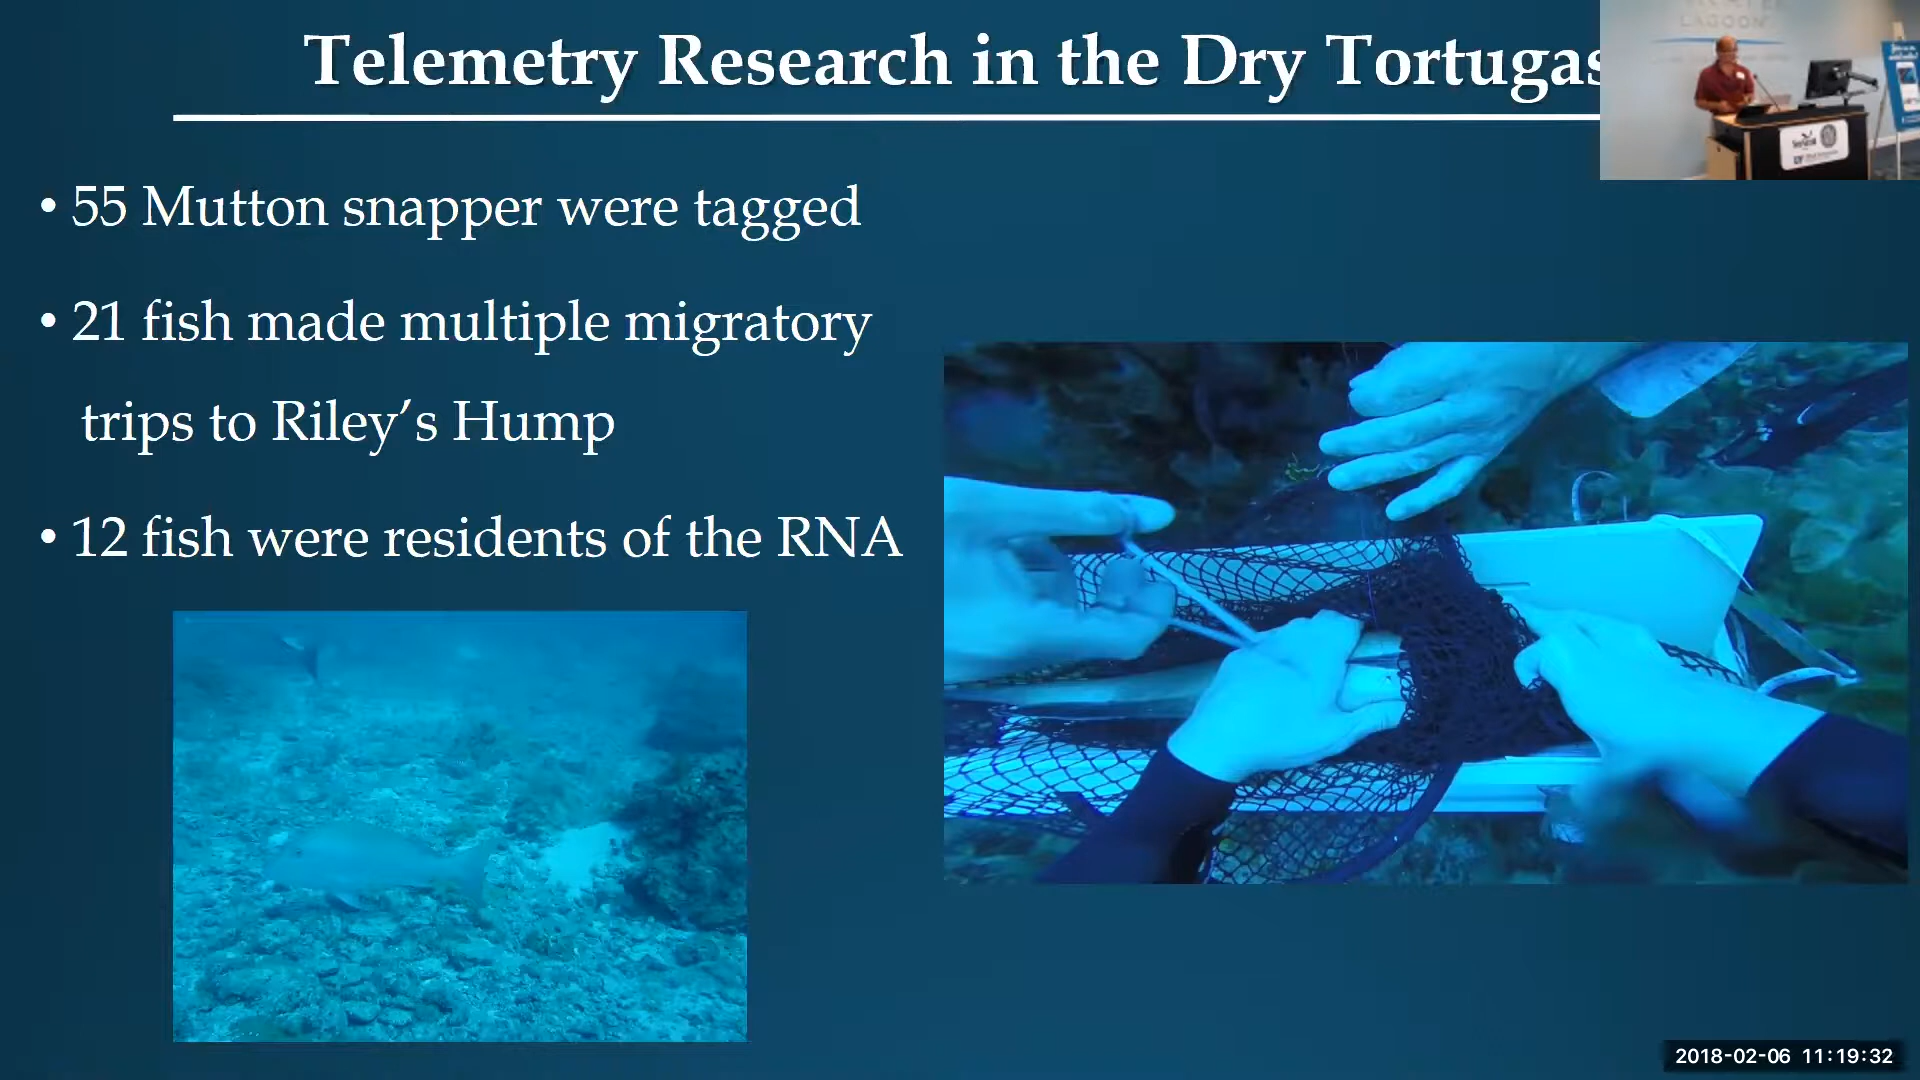 Telemetry Research in the Dry Tortugas
• 55 Mutton snapper were tagged
• 21 fish made multiple migratory
trips to Riley’s Hump
• 12 fish were residents of the RNA
LAGOON
2018-02-06 11:19:32